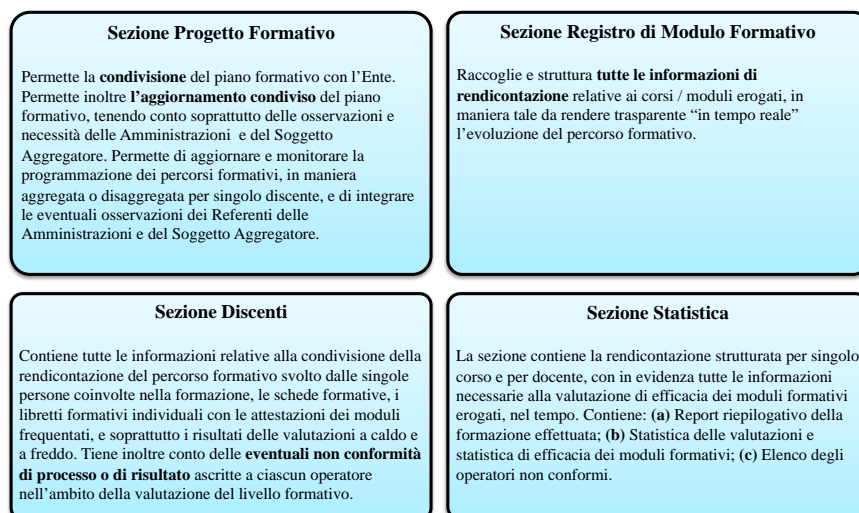 Sezione Progetto Formativo
Permette la condivisione del piano formativo con l’Ente.
Permette inoltre l’aggiornamento condiviso del piano
formativo, tenendo conto soprattutto delle osservazioni e
necessità delle Amministrazioni e del Soggetto
Aggregatore. Permette di aggiornare e monitorare la
programmazione dei percorsi formativi, in maniera
aggregata o disaggregata per singolo discente, e di integrare
le eventuali osservazioni dei Referenti delle
Amministrazioni e del Soggetto Aggregatore.
Sezione Registro di Modulo Formativo
Raccoglie e struttura tutte le informazioni di
rendicontazione relative ai corsi / moduli erogati, in
maniera tale da rendere trasparente “in tempo reale”
l’evoluzione del percorso formativo.
Sezione Discenti
Contiene tutte le informazioni relative alla condivisione della
rendicontazione del percorso formativo svolto dalle singole
persone coinvolte nella formazione, le schede formative, i
libretti formativi individuali con le attestazioni dei moduli
frequentati, e soprattutto i risultati delle valutazioni a caldo e
a freddo. Tiene inoltre conto delle eventuali non conformità
di processo o di risultato ascritte a ciascun operatore
nell’ambito della valutazione del livello formativo.
Sezione Statistica
La sezione contiene la rendicontazione strutturata per singolo
corso e per docente, con in evidenza tutte le informazioni
necessarie alla valutazione di efficacia dei moduli formativi
erogati, nel tempo. Contiene: (a) Report riepilogativo della
formazione effettuata; (b) Statistica delle valutazioni e
statistica di efficacia dei moduli formativi; (c) Elenco degli
operatori non conformi.